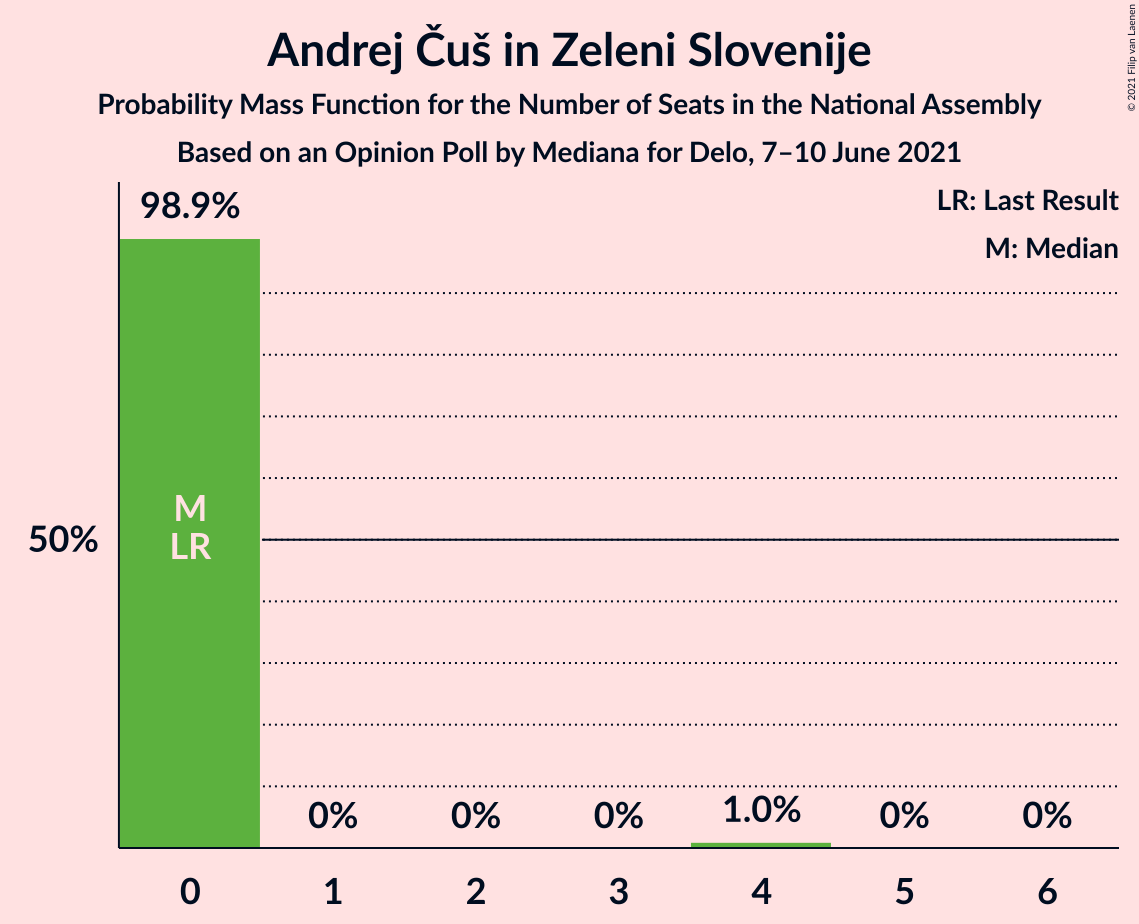 Andrej Čuš in Zeleni Slovenije
Probability Mass Function for the Number of Seats in the National Assembly
Based on an Opinion Poll by Mediana for Delo, 7–10 June 2021
© 2021 Filip van Laenen
LR: Last Result
M: Median
98.9%
M
LR
50%
0% 0% 0% 1.0% 0% 0%
0 1 2 3 4 5 6